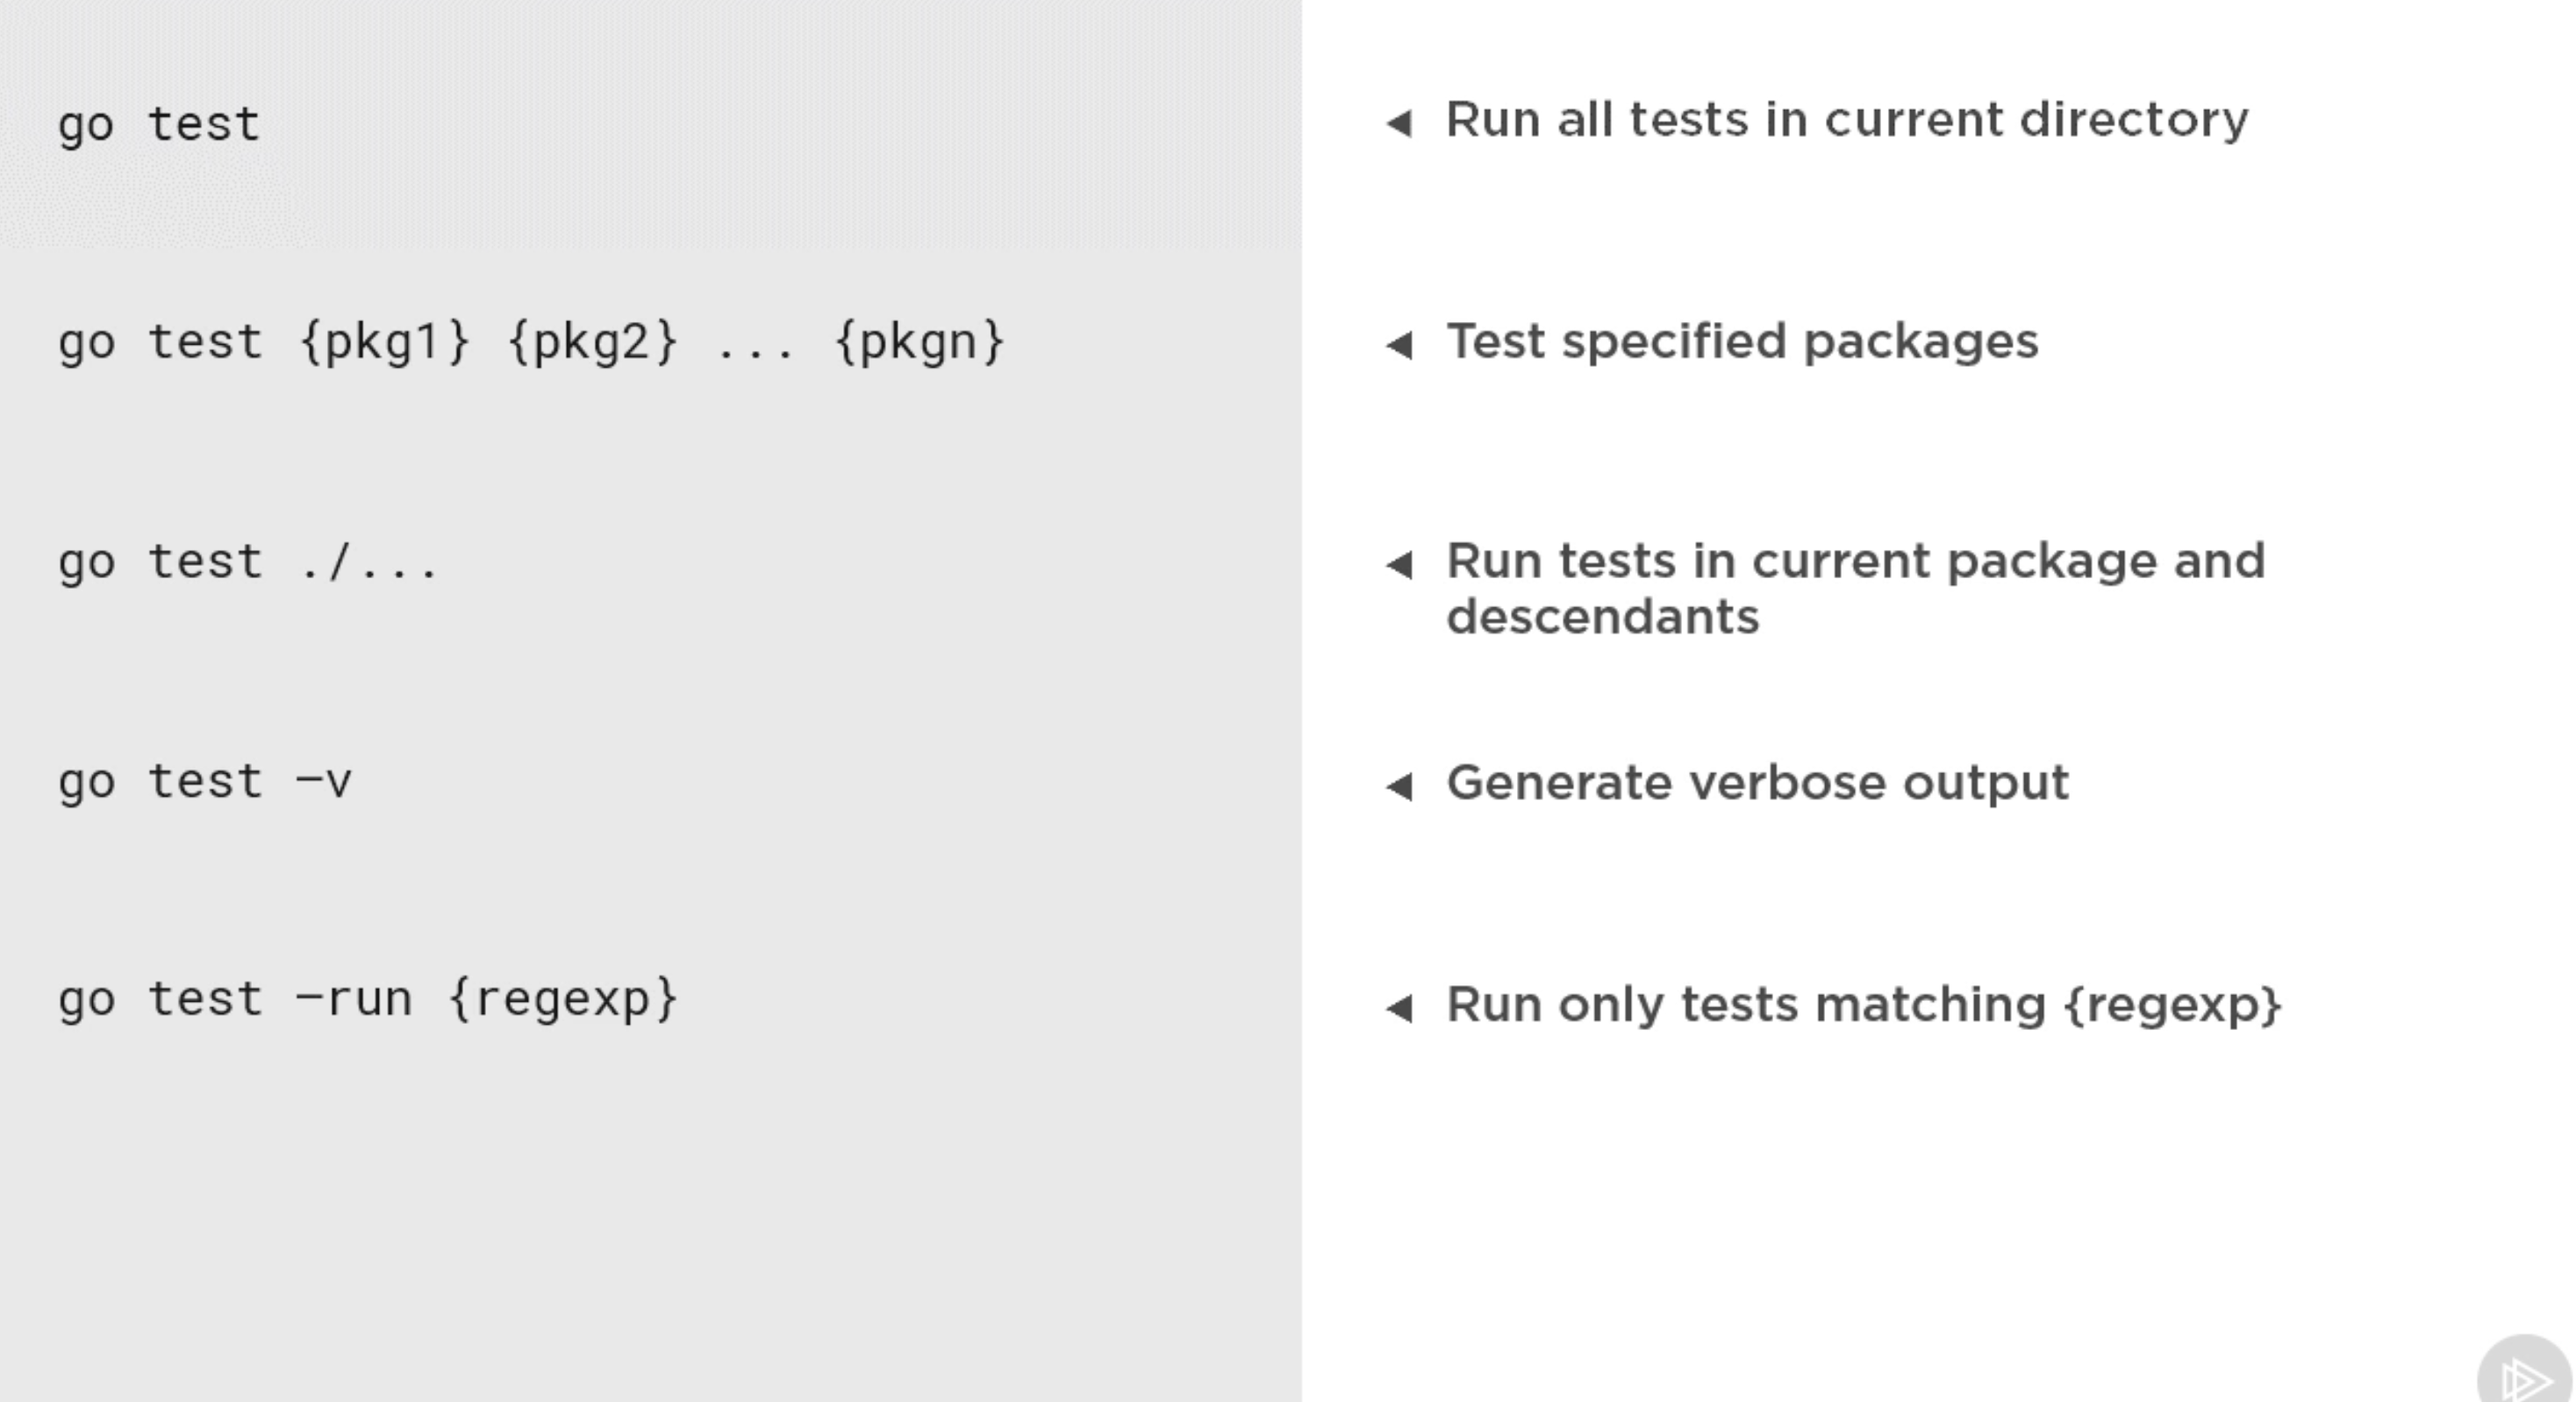 go test
◀ Run all tests in current directory
go test {pkg1} {pkg2} ... {pkgn}
◀ Test specified packages
go test ./...
◀ Run tests in current package and
descendants
go test –v
◀ Generate verbose output
go test –run {regexp}
◀ Run only tests matching {regexp}